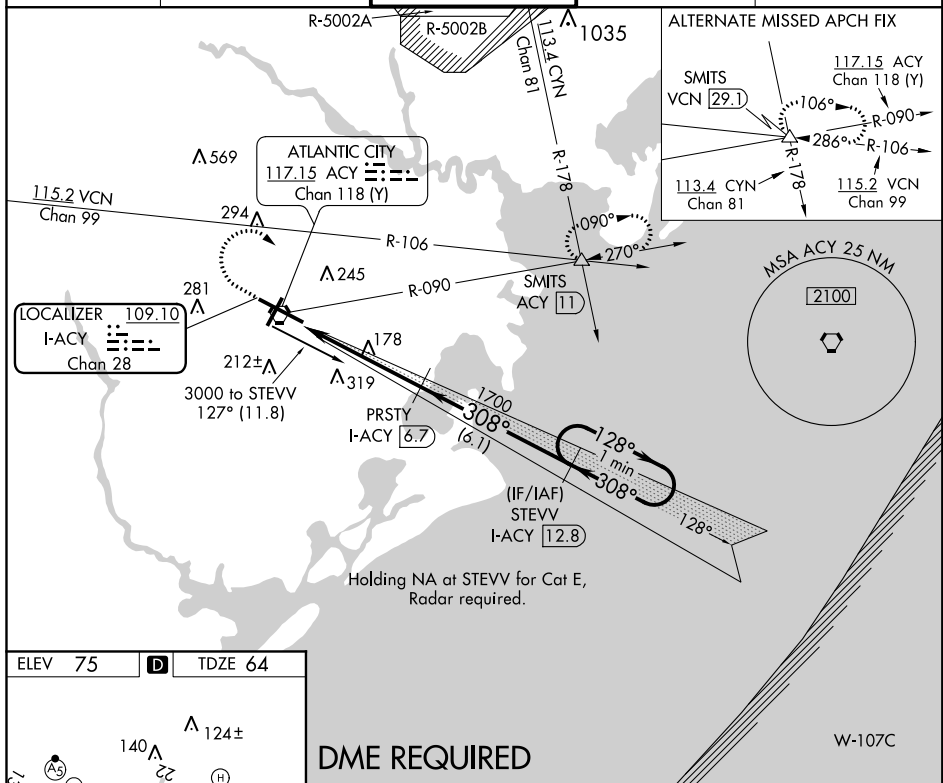 R-5002A
R-5002B
1035
113.4 CYN
Chan 81
R-178
ALTERNATE MISSED APCH FIX
SMITS
VCN 29.1
117.15 ACY
Chan 118 (Y)
106°
R-090
286°
R-106
R-178
113.4 CYN
Chan 81
115.2 VCN
Chan 99
569
ATLANTIC CITY
117.15 ACY
Chan 118 (Y)
115.2 VCN
Chan 99
294
R-106
090°
270°
245
R-090
SMITS
ACY 11
MSA ACY 25 NM
2100
281
LOCALIZER 109.10
I-ACY
Chan 28
178
212±
319
3000 to STEVV
127° (11.8)
PRSTY
I-ACY 6.7
1700
308°
(6.1)
128°
1 min
308°
128°
(IF/IAF)
STEVV
I-ACY 12.8
Holding NA at STEVV for Cat E,
Radar required.
ELEV 75 D TDZE 64
124±
140
A5
22
H
13
DME REQUIRED
W-107C